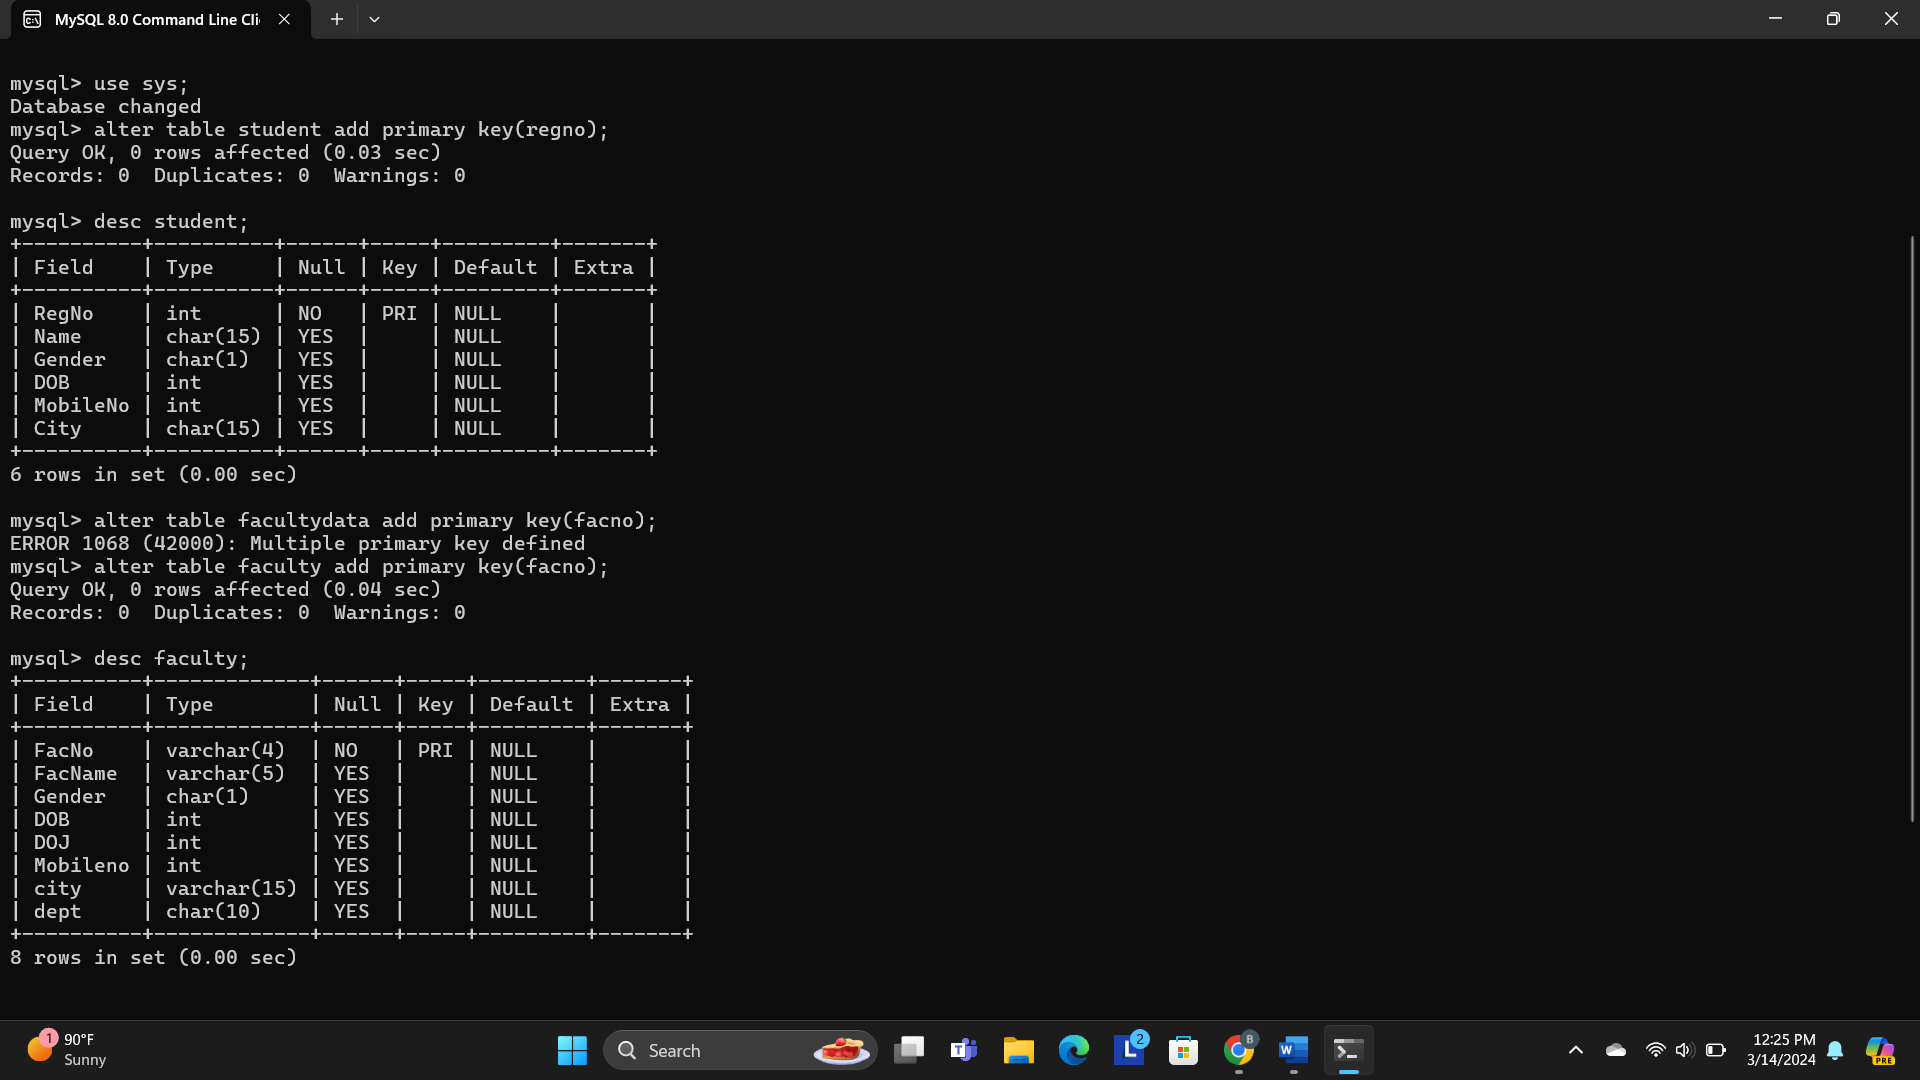 MySQL 8.0 Command Line Cli
mysql> use sys;
Database changed
mysql> alter table student add primary key(regno);
Query OK, 0 rows affected (0.03 sec)
Records: 0  Duplicates: 0  Warnings: 0
mysql> desc student;
+----------+----------+------+-----+---------+-------+
| Field    | Type     | Null | Key | Default | Extra |
+----------+----------+------+-----+---------+-------+
| RegNo    | int      | NO   | PRI | NULL    |       |
| Name     | char(15) | YES  |     | NULL    |       |
| Gender   | char(1)  | YES  |     | NULL    |       |
| DOB      | int      | YES  |     | NULL    |       |
| MobileNo | int      | YES  |     | NULL    |       |
| City     | char(15) | YES  |     | NULL    |       |
+----------+----------+------+-----+---------+-------+
6 rows in set (0.00 sec)
mysql> alter table facultydata add primary key(facno);
ERROR 1068 (42000): Multiple primary key defined
mysql> alter table faculty add primary key(facno);
Query OK, 0 rows affected (0.04 sec)
Records: 0  Duplicates: 0  Warnings: 0
mysql> desc faculty;
+----------+-------------+------+-----+---------+-------+
| Field    | Type        | Null | Key | Default | Extra |
+----------+-------------+------+-----+---------+-------+
| FacNo    | varchar(4)  | NO   | PRI | NULL    |       |
| FacName  | varchar(5)  | YES  |     | NULL    |       |
| Gender   | char(1)     | YES  |     | NULL    |       |
| DOB      | int         | YES  |     | NULL    |       |
| DOJ      | int         | YES  |     | NULL    |       |
| Mobileno | int         | YES  |     | NULL    |       |
| city     | varchar(15) | YES  |     | NULL    |       |
| dept     | char(10)    | YES  |     | NULL    |       |
+----------+-------------+------+-----+---------+-------+
8 rows in set (0.00 sec)
1
90°F
Sunny
Search
T
L
2
B
W
12:25 PM
3/14/2024
PRE